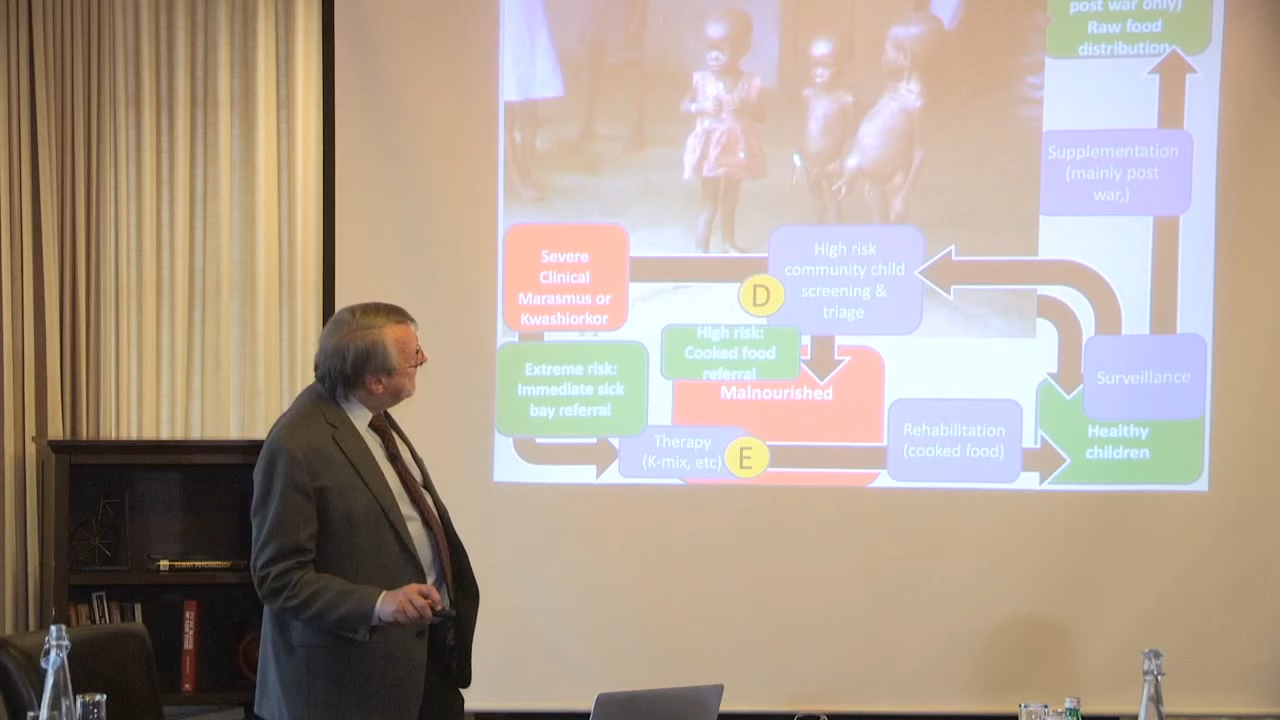 post war only)
Raw food
distribution
Supplementation
(mainly post
war,)
Severe
Clinical
Marasmus or
Kwashiorkor
High risk
community child
screening &
triage
D
High risk:
Cooked food
referral
Extreme risk:
Immediate sick
bay referral
Malnourished
Surveillance
Healthy
children
Therapy
(K-mix, etc)
E
Rehabilitation
(cooked food)
CLIENT PSYCHOLOGY